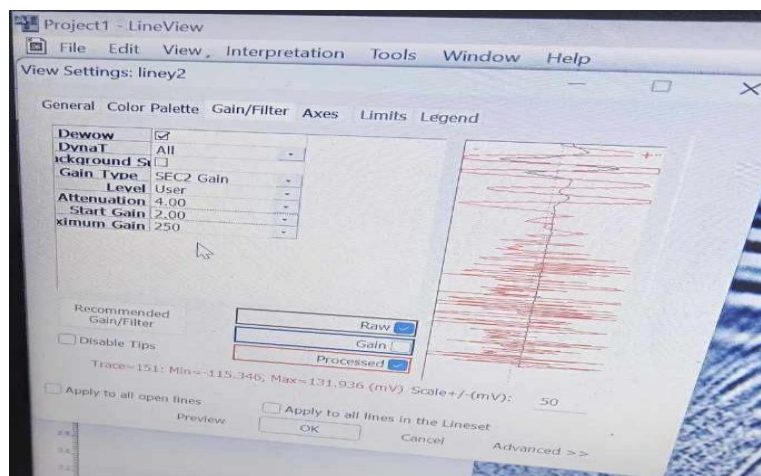 Project1 - LineView
File Edit View Interpretation Tools Window Help
View Settings: liney2
General Color Palette Gain/Filter Axes Limits Legend
Dewow
DynaT All
ckground Su
Gain Type SEC2 Gain
Level User
Attenuation 4.00
Start Gain 2.00
ximum Gain 250
- +
Recommended
Gain/Filter
Raw
Gain
Disable Tips
Processed
Trace=151: Min=-115.346, Max=131.936 (mV) Scale+/-(mV): 50
Apply to all open lines
Apply to all lines in the Lineset
Preview OK Cancel Advanced >>